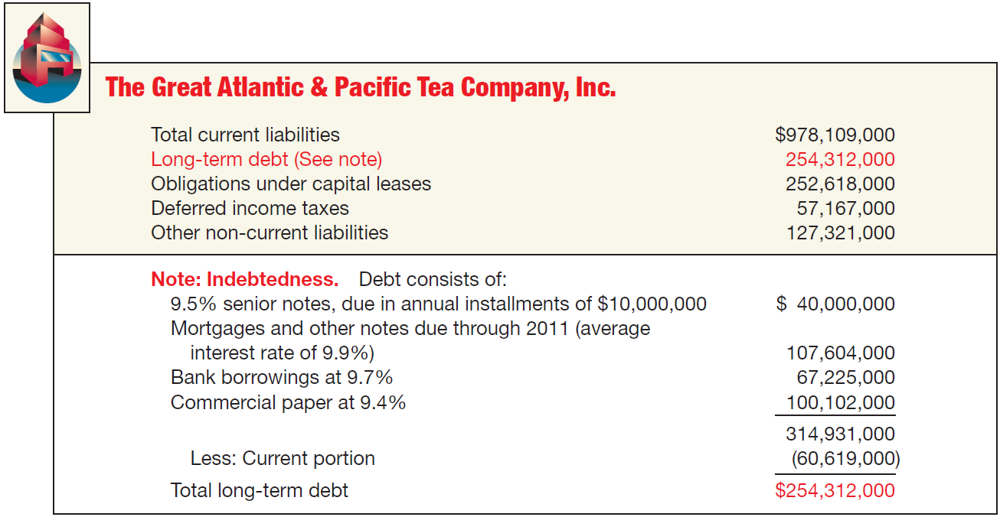 The Great Atlantic & Pacific Tea Company, Inc.
Total current liabilities $978,109,000
Long-term debt (See note) 254,312,000
Obligations under capital leases 252,618,000
Deferred income taxes 57,167,000
Other non-current liabilities 127,321,000
Note: Indebtedness. Debt consists of:
9.5% senior notes, due in annual installments of $10,000,000 $ 40,000,000
Mortgages and other notes due through 2011 (average
interest rate of 9.9%) 107,604,000
Bank borrowings at 9.7% 67,225,000
Commercial paper at 9.4% 100,102,000
314,931,000
Less: Current portion (60,619,000)
Total long-term debt $254,312,000